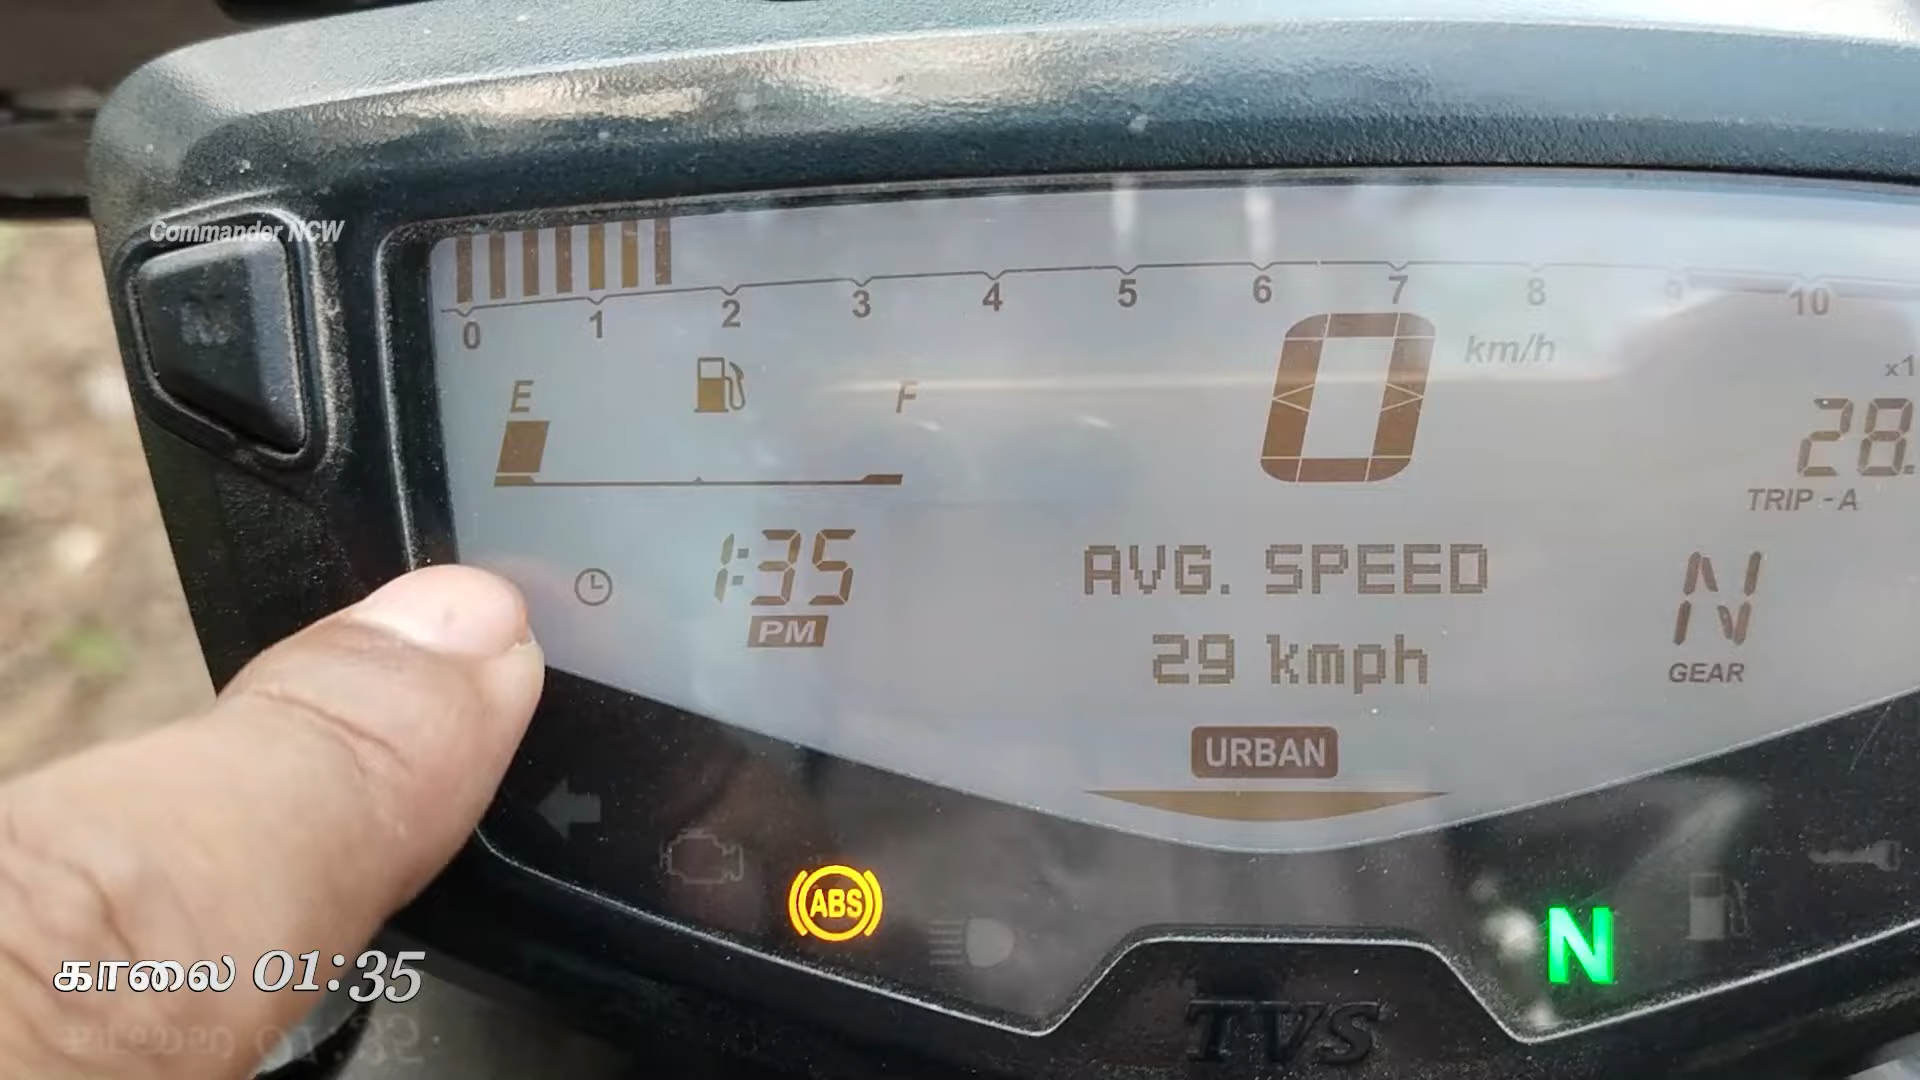 Commander NCW
0 1 2 3 4 5 6 7 8 9 10
km/h
x1
E F
0
28.
TRIP - A
1:35
PM
AVG. SPEED
29 kmph
N
GEAR
URBAN
ABS
N
காலை 01:35
TVS